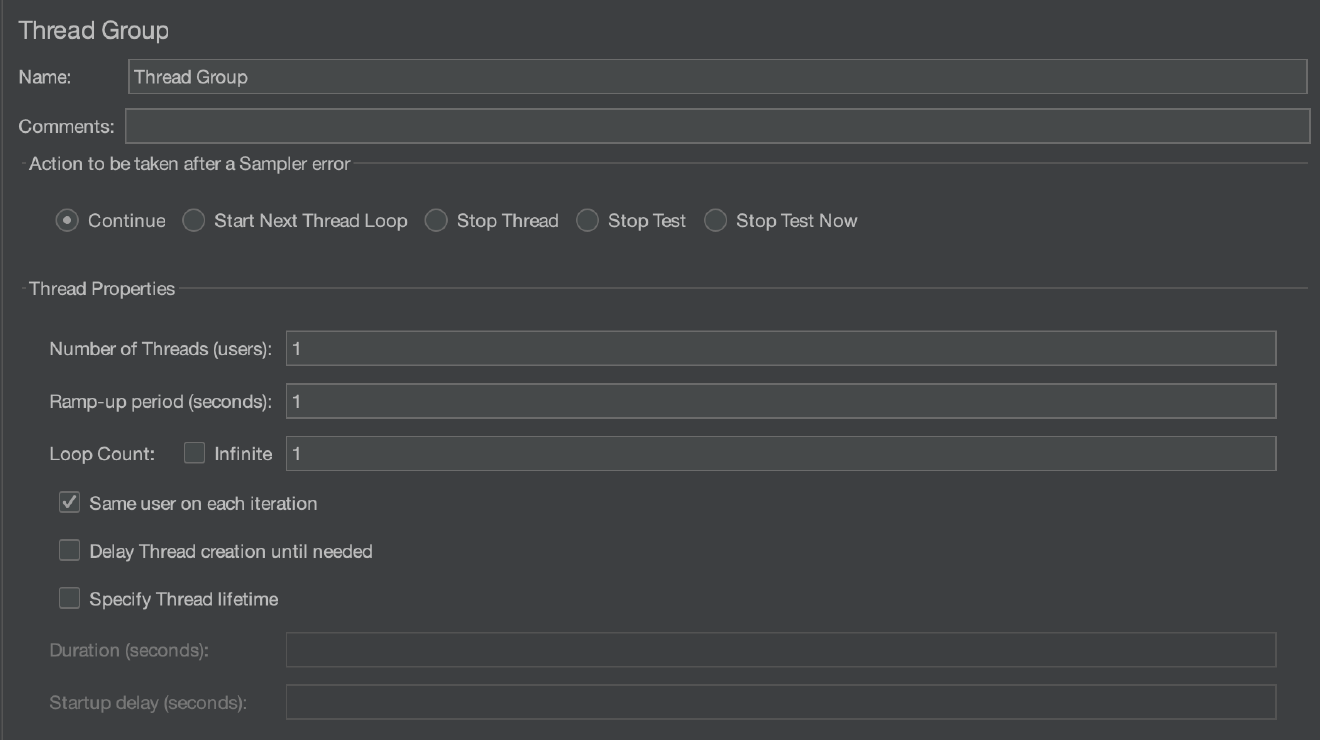 Thread Group
Name: Thread Group
Comments:
Action to be taken after a Sampler error
Continue Start Next Thread Loop Stop Thread Stop Test Stop Test Now
Thread Properties
Number of Threads (users): 1
Ramp-up period (seconds): 1
Loop Count: Infinite 1
Same user on each iteration
Delay Thread creation until needed
Specify Thread lifetime
Duration (seconds):
Startup delay (seconds):